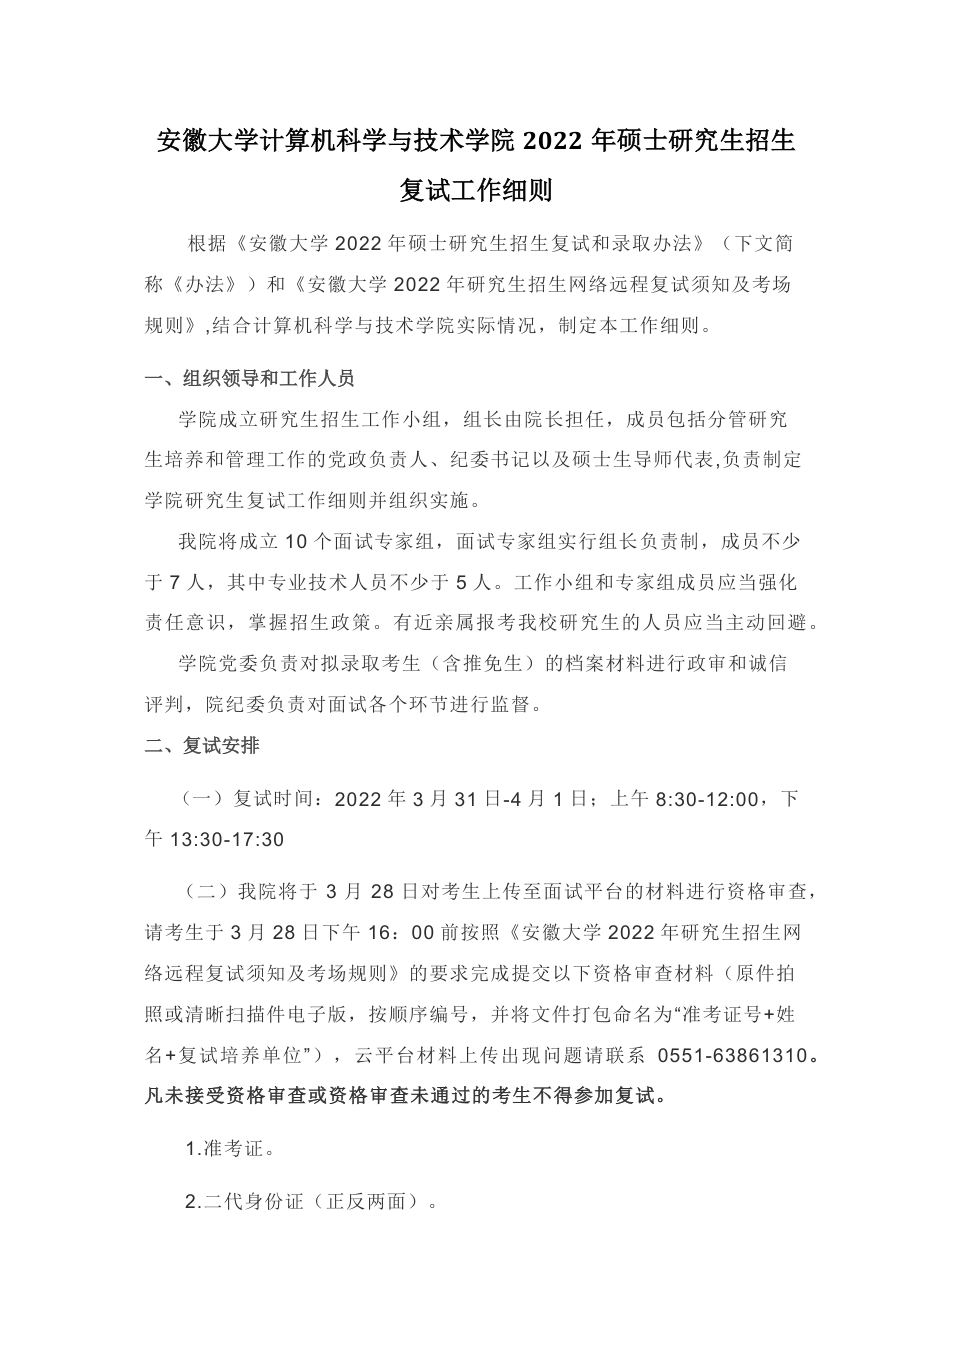 安徽大学计算机科学与技术学院 2022 年硕士研究生招生
复试工作细则
根据《安徽大学 2022 年硕士研究生招生复试和录取办法》（下文简
称《办法》）和《安徽大学 2022 年研究生招生网络远程复试须知及考场
规则》,结合计算机科学与技术学院实际情况，制定本工作细则。
一、组织领导和工作人员
学院成立研究生招生工作小组，组长由院长担任，成员包括分管研究
生培养和管理工作的党政负责人、纪委书记以及硕士生导师代表,负责制定
学院研究生复试工作细则并组织实施。
我院将成立 10 个面试专家组，面试专家组实行组长负责制，成员不少
于 7 人，其中专业技术人员不少于 5 人。工作小组和专家组成员应当强化
责任意识，掌握招生政策。有近亲属报考我校研究生的人员应当主动回避。
学院党委负责对拟录取考生（含推免生）的档案材料进行政审和诚信
评判，院纪委负责对面试各个环节进行监督。
二、复试安排
（一）复试时间：2022 年 3 月 31 日-4 月 1 日；上午 8:30-12:00，下
午 13:30-17:30
（二）我院将于 3 月 28 日对考生上传至面试平台的材料进行资格审查，
请考生于 3 月 28 日下午 16：00 前按照《安徽大学 2022 年研究生招生网
络远程复试须知及考场规则》的要求完成提交以下资格审查材料（原件拍
照或清晰扫描件电子版，按顺序编号，并将文件打包命名为“准考证号+姓
名+复试培养单位”），云平台材料上传出现问题请联系 0551-63861310。
凡未接受资格审查或资格审查未通过的考生不得参加复试。
1.准考证。
2.二代身份证（正反两面）。